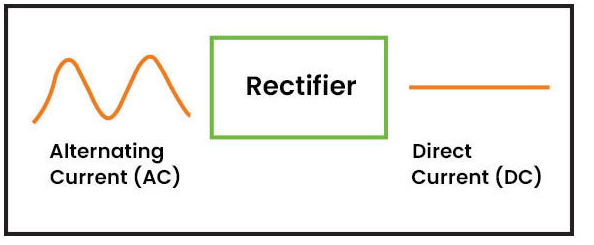 Rectifier
Alternating
Current (AC)
Direct
Current (DC)